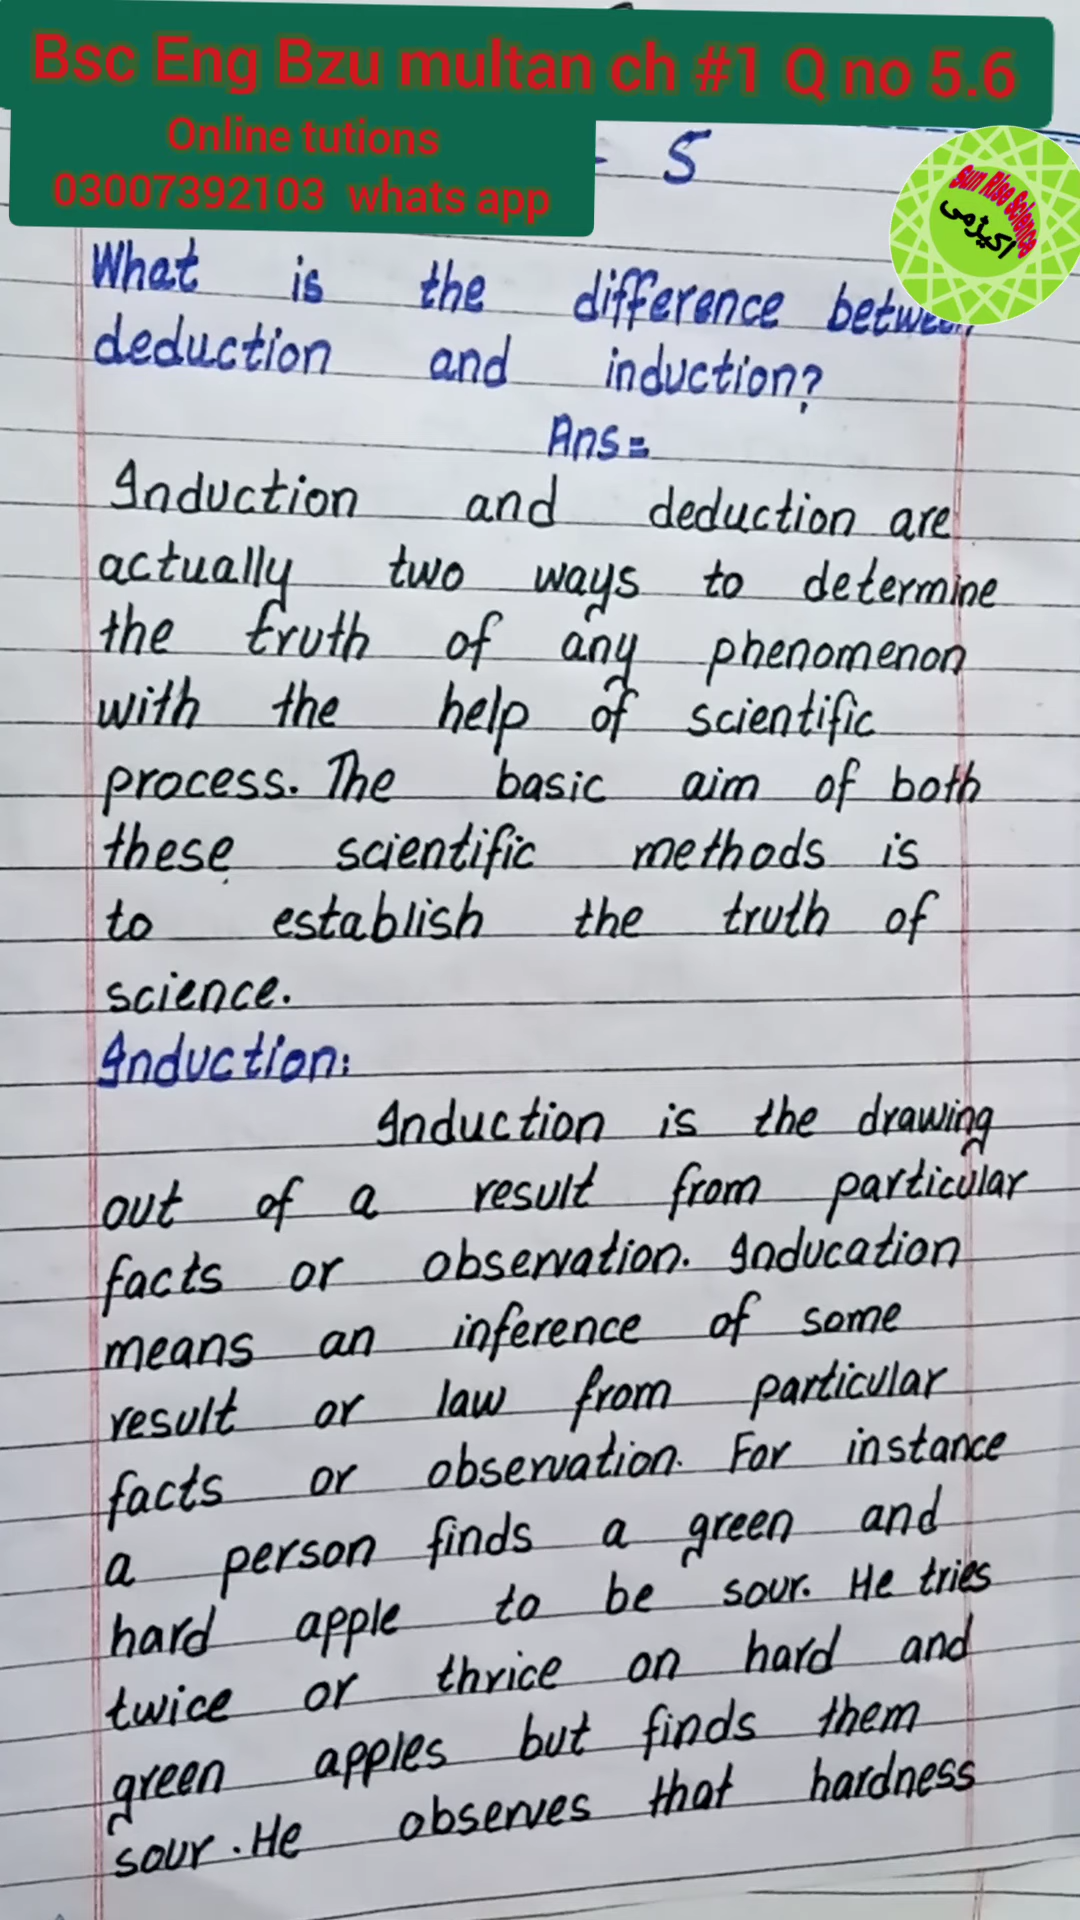 Bsc Eng Bzu multan ch #1 Q no 5.6
Online tutions
03007392103 whats app
- 5
Sun Rise Science
اکیڈمی
What is the difference between
deduction and induction?
Ans=
Induction and deduction are
actually two ways to determine
the truth of any phenomenon
with the help of scientific
process. The basic aim of both
these scientific methods is
to establish the truth of
science.
Induction:
Induction is the drawing
out of a result from particular
facts or observation. Inducation
means an inference of some
result or law from particular
facts or observation. For instance
a person finds a green and
hard apple to be sour. He tries
twice or thrice on hard and
green apples but finds them
sour. He observes that hardness